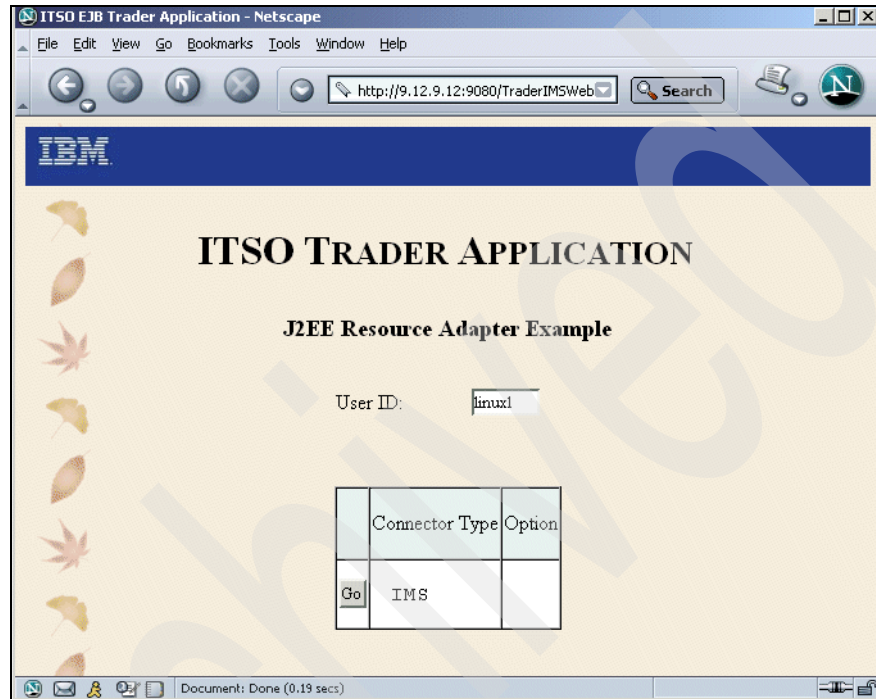 ITSO EJB Trader Application - Netscape
File Edit View Go Bookmarks Tools Window Help
http://9.12.9.12:9080/TraderIMSWeb
Search
N
IBM
ITSO TRADER APPLICATION
J2EE Resource Adapter Example
User ID: linux1
Connector Type Option
Go IMS
Document: Done (0.19 secs)